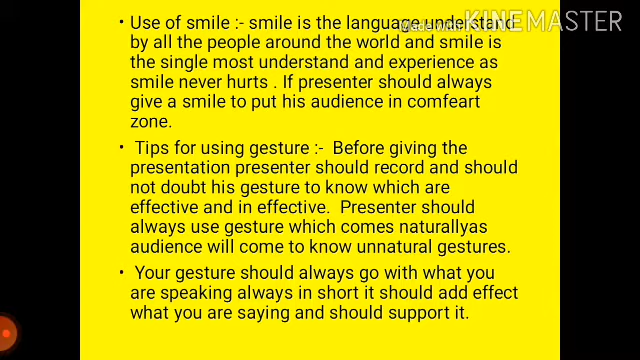 • Use of smile :- smile is the language understand
by all the people around the world and smile is
the single most understand and experience as
smile never hurts . If presenter should always
give a smile to put his audience in comfeart
zone.
• Tips for using gesture :- Before giving the
presentation presenter should record and should
not doubt his gesture to know which are
effective and in effective. Presenter should
always use gesture which comes naturallyas
audience will come to know unnatural gestures.
• Your gesture should always go with what you
are speaking always in short it should add effect
what you are saying and should support it.
Made with KINEMASTER